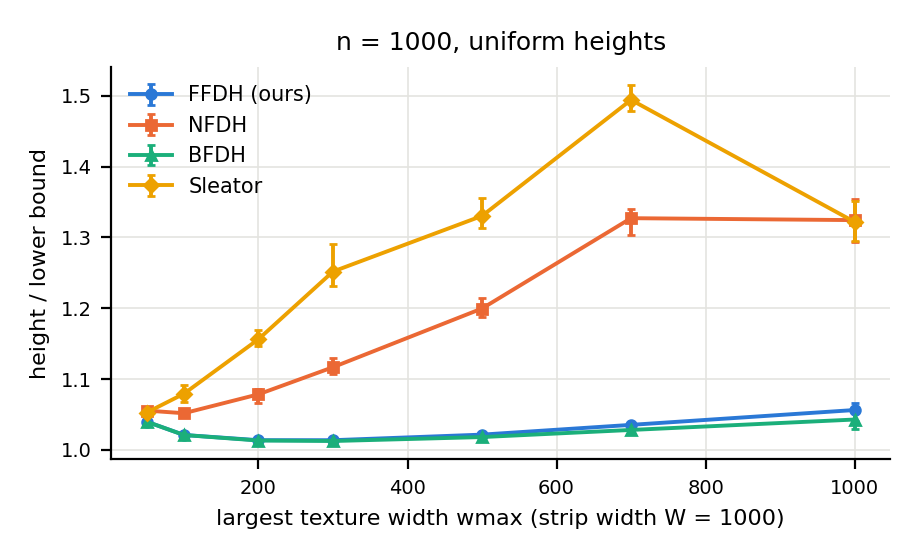 n = 1000, uniform heights
FFDH (ours)
NFDH
BFDH
Sleator
height / lower bound
1.5
1.4
1.3
1.2
1.1
1.0
200 400 600 800 1000
largest texture width wmax (strip width W = 1000)